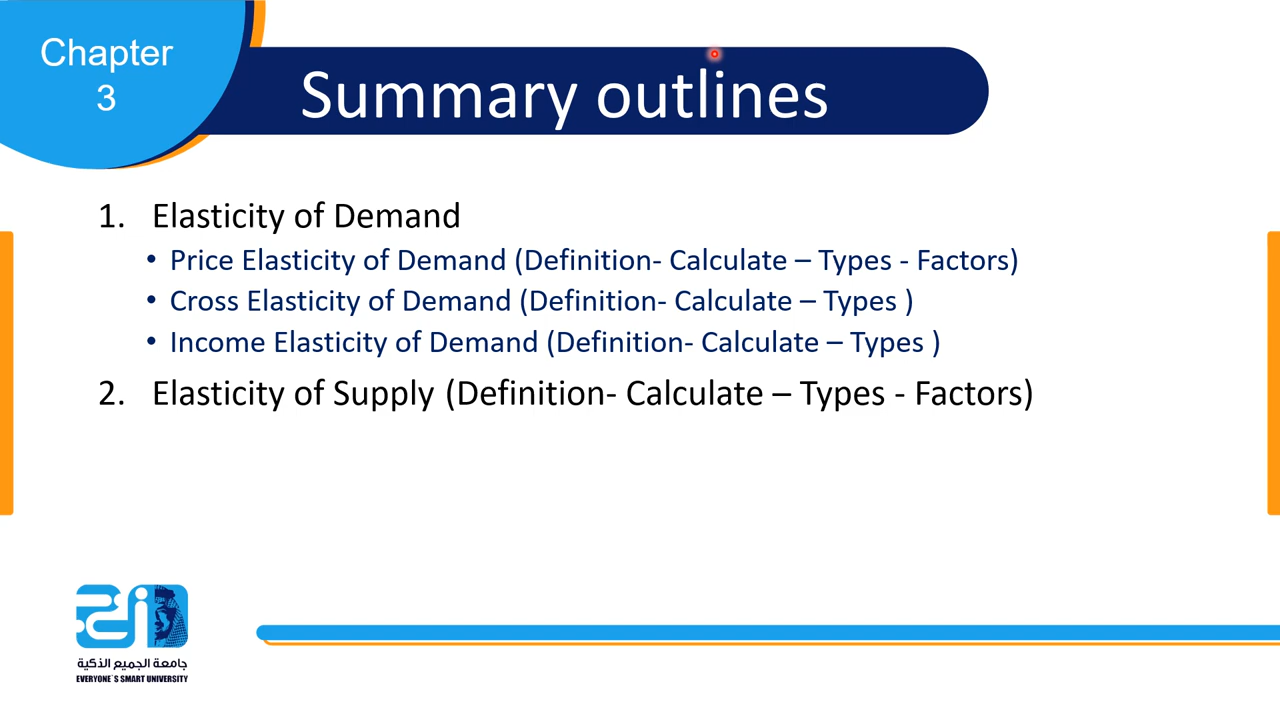 Chapter
3
Summary outlines
1. Elasticity of Demand
• Price Elasticity of Demand (Definition- Calculate – Types - Factors)
• Cross Elasticity of Demand (Definition- Calculate – Types )
• Income Elasticity of Demand (Definition- Calculate – Types )
2. Elasticity of Supply (Definition- Calculate – Types - Factors)
جامعة الجميع الذكية
EVERYONE`S SMART UNIVERSITY